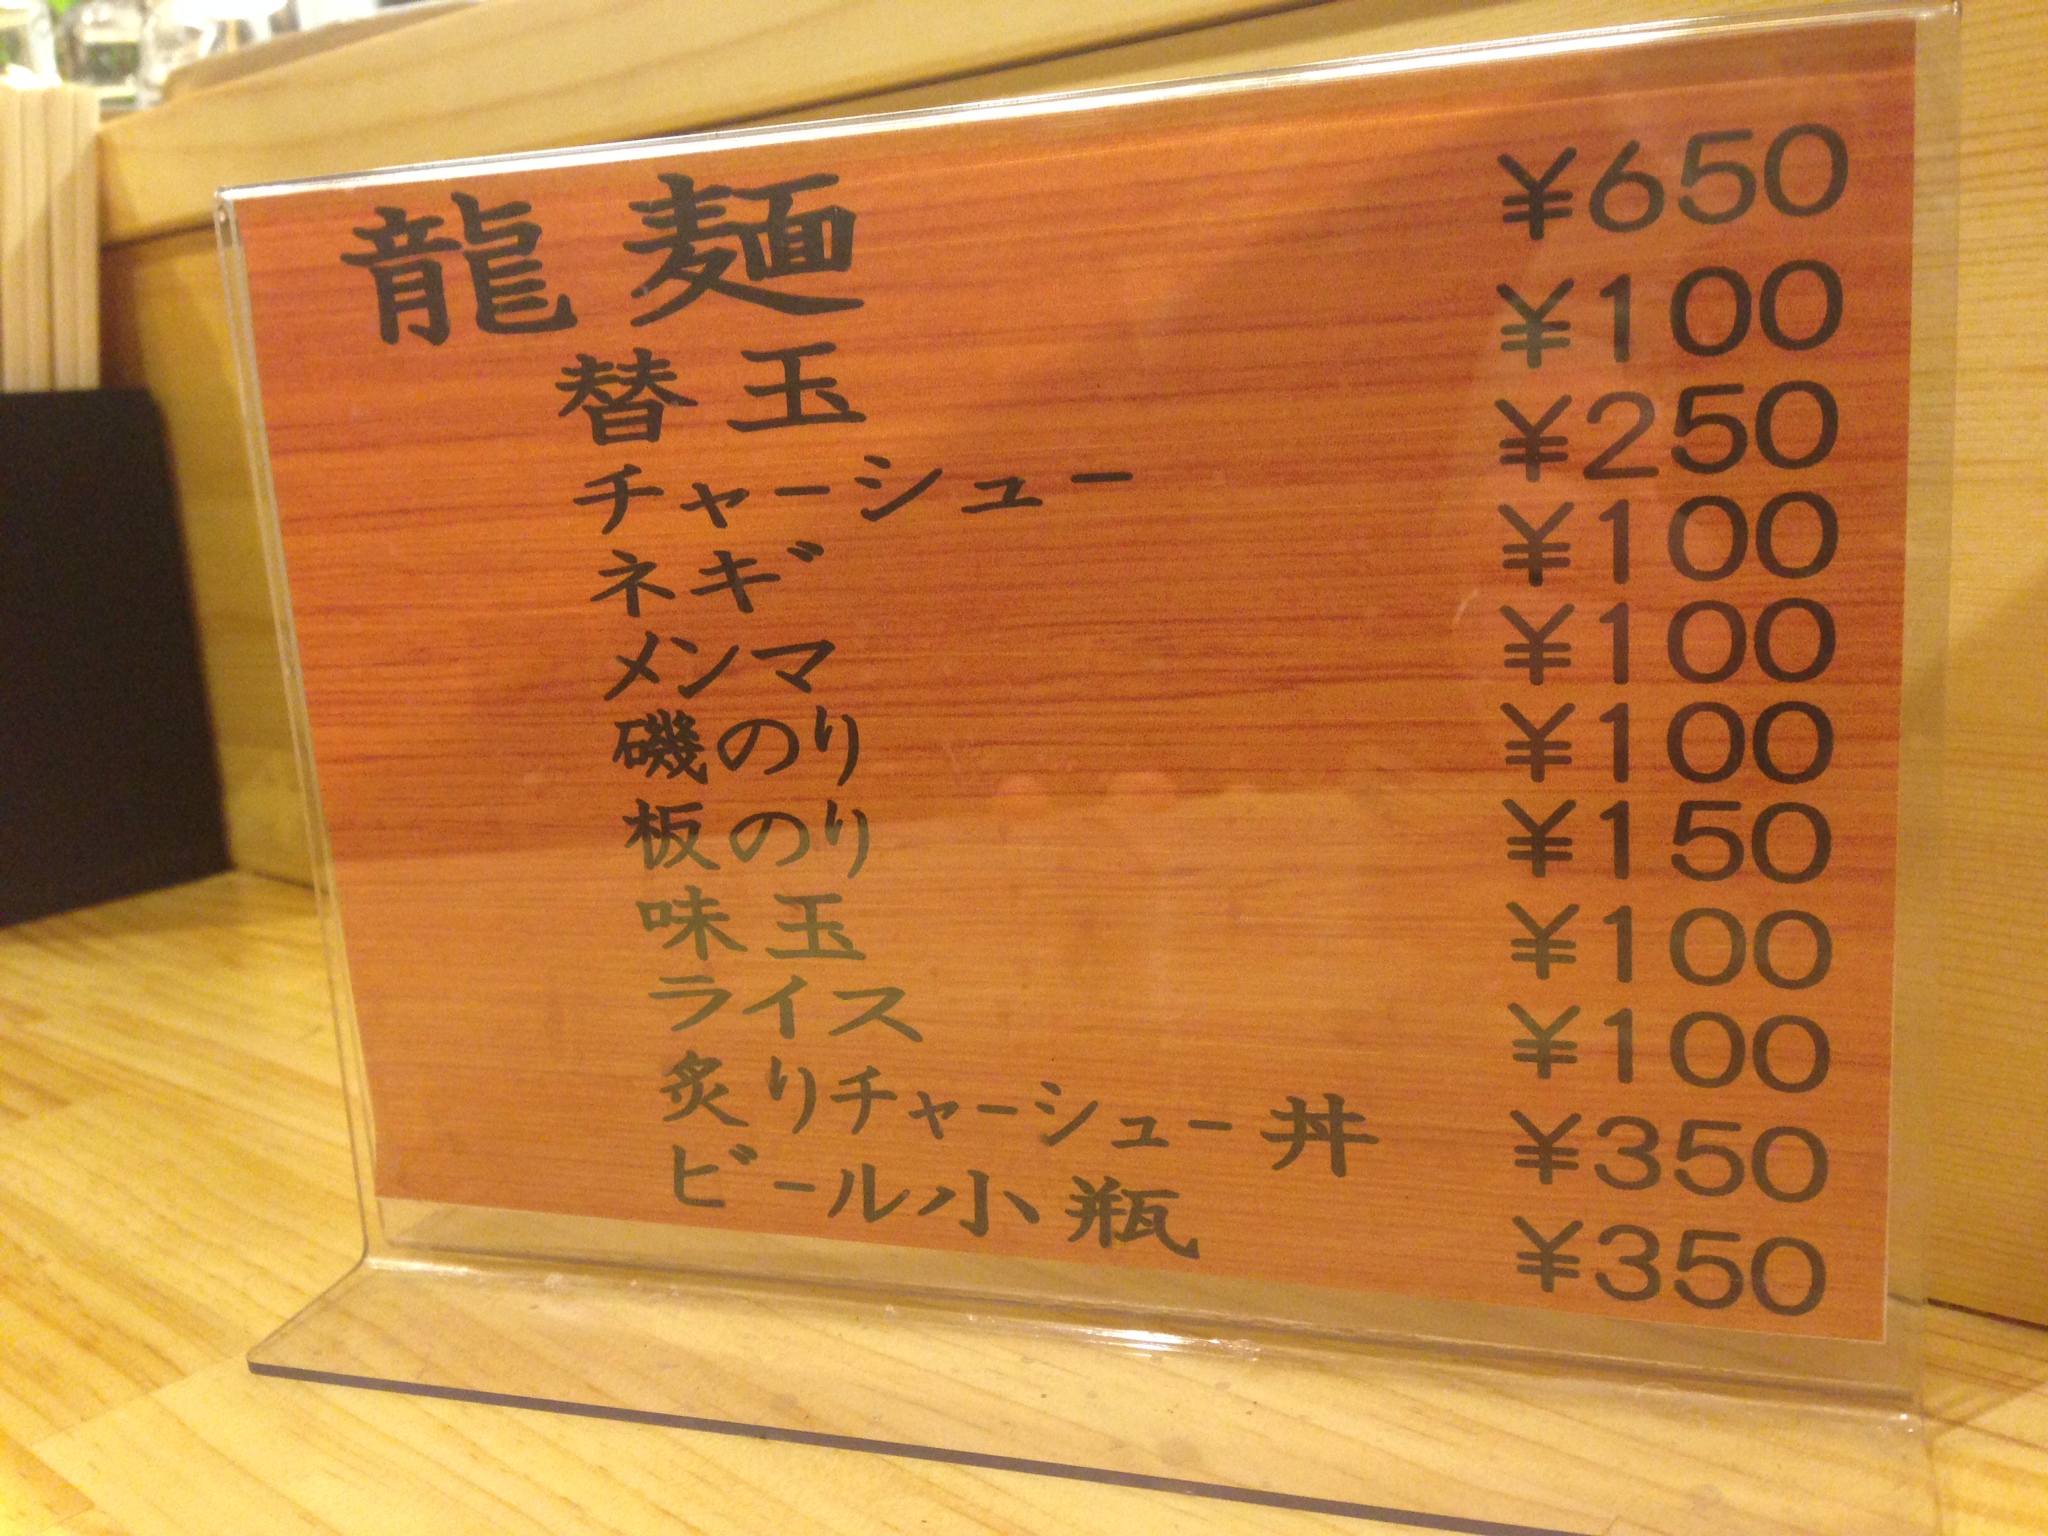 龍麺 ¥650
替玉 ¥100
チャーシュー ¥250
ネギ ¥100
メンマ ¥100
磯のり ¥100
板のり ¥150
味玉 ¥100
ライス ¥100
炙りチャーシュー丼 ¥350
ビール小瓶 ¥350